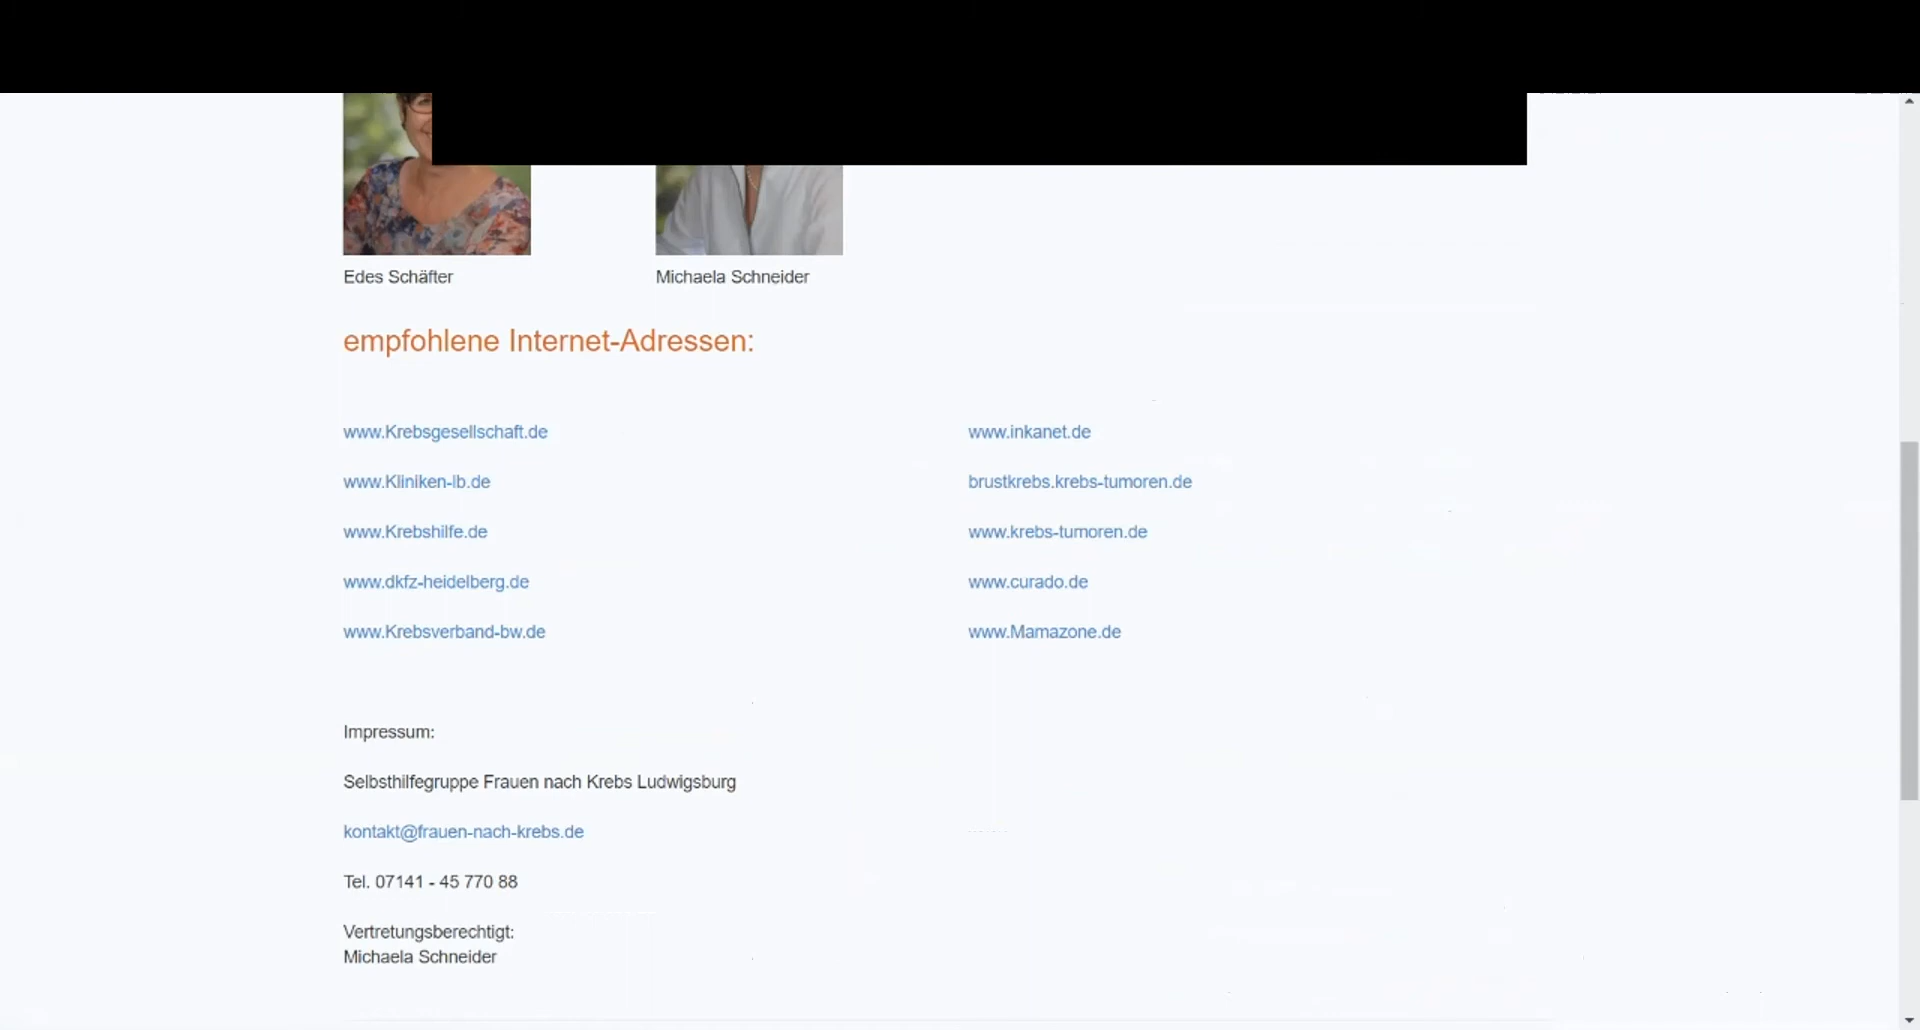 Edes Schäfter
Michaela Schneider
empfohlene Internet-Adressen:
www.Krebsgesellschaft.de
www.Kliniken-lb.de
www.Krebshilfe.de
www.dkfz-heidelberg.de
www.Krebsverband-bw.de
www.inkanet.de
brustkrebs.krebs-tumoren.de
www.krebs-tumoren.de
www.curado.de
www.Mamazone.de
Impressum:
Selbsthilfegruppe Frauen nach Krebs Ludwigsburg
kontakt@frauen-nach-krebs.de
Tel. 07141 - 45 770 88
Vertretungsberechtigt:
Michaela Schneider